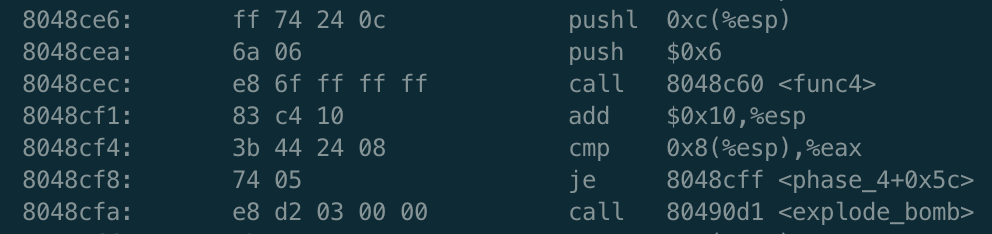 8048ce6: ff 74 24 0c pushl 0xc(%esp)
8048cea: 6a 06 push $0x6
8048cec: e8 6f ff ff ff call 8048c60 <func4>
8048cf1: 83 c4 10 add $0x10,%esp
8048cf4: 3b 44 24 08 cmp 0x8(%esp),%eax
8048cf8: 74 05 je 8048cff <phase_4+0x5c>
8048cfa: e8 d2 03 00 00 call 80490d1 <explode_bomb>